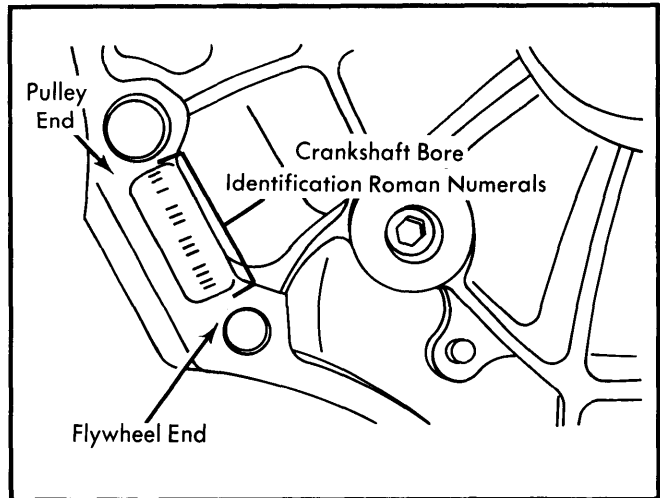 Pulley
End
Crankshaft Bore
Identification Roman Numerals
Flywheel End